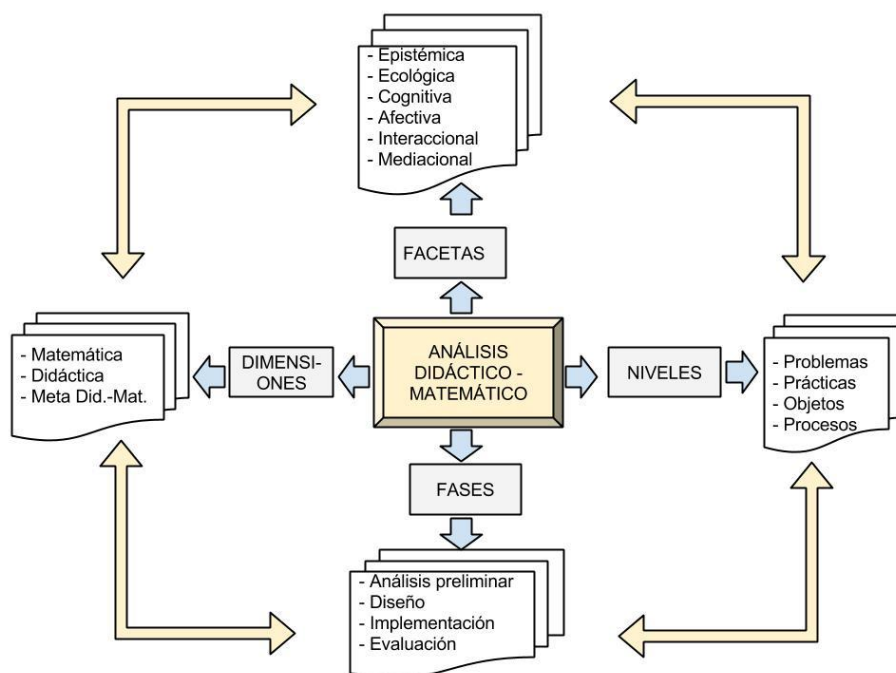 - Epistémica
- Ecológica
- Cognitiva
- Afectiva
- Interaccional
- Mediacional
FACETAS
- Matemática
- Didáctica
- Meta Did.-Mat.
DIMENSI-
ONES
ANÁLISIS
DIDÁCTICO -
MATEMÁTICO
NIVELES
- Problemas
- Prácticas
- Objetos
- Procesos
FASES
- Análisis preliminar
- Diseño
- Implementación
- Evaluación